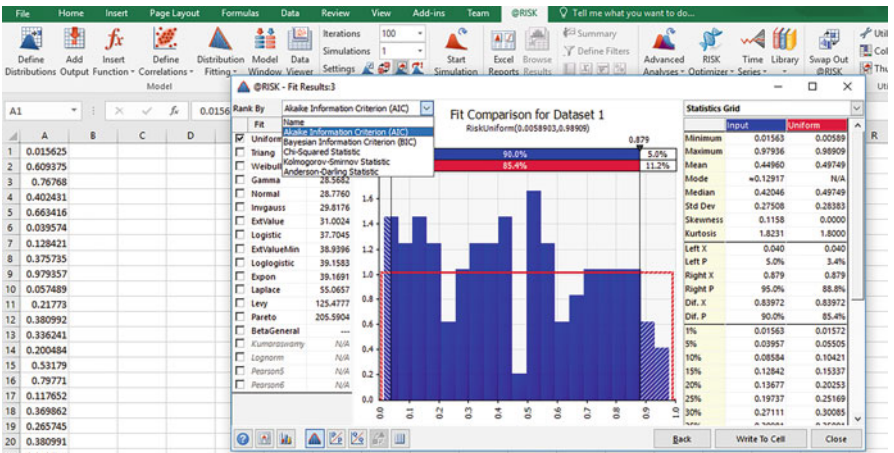 File Home Insert Page Layout Formulas Data Review View Add-ins Team @RISK Tell me what you want to do...
Define Distributions
Add Output
Insert Function
Define Correlations
Distribution Fitting
Model Window
Data Viewer
Iterations 100
Simulations 1
Settings
Start Simulation
Excel Reports
Browse Results
Summary
Define Filters
Advanced Analyses
RISK Optimizer
Time Series
Library
Swap Out @RISK
Util
Col
Thu
Model
Uti
@RISK - Fit Results:3
A1 fx 0.0156
A B C D R
1 0.015625
2 0.609375
3 0.76768
4 0.402431
5 0.663416
6 0.039574
7 0.128421
8 0.375735
9 0.979357
10 0.057489
11 0.21773
12 0.380992
13 0.336241
14 0.200484
15 0.53179
16 0.79771
17 0.117652
18 0.369862
19 0.265745
20 0.380991
Rank By Akaike Information Criterion (AIC)
Name
Akaike Information Criterion (AIC)
Bayesian Information Criterion (BIC)
Chi-Squared Statistic
Kolmogorov-Smirnov Statistic
Anderson-Darling Statistic
Fit
Uniform
Triang
Weibull
Gamma 28.5682
Normal 28.7760
Invgauss 29.8176
ExtValue 31.0024
Logistic 37.7045
ExtValueMin 38.9396
Loglogistic 39.1583
Expon 39.1691
Laplace 55.0657
Levy 125.4777
Pareto 205.5904
BetaGeneral ---
Kumaraswamy N/A
Lognorm N/A
Pearson5 N/A
Pearson6 N/A
Fit Comparison for Dataset 1
RiskUniform(0.0058903,0.98909)
0.879
90.0% 5.0%
85.4% 11.2%
1.6
1.4
1.2
1.0
0.8
0.6
0.4
0.2
0.0
0.0 0.1 0.2 0.3 0.4 0.5 0.6 0.7 0.8 0.9 1.0
Statistics Grid
Input Uniform
Minimum 0.01563 0.00589
Maximum 0.97936 0.98909
Mean 0.44960 0.49749
Mode ≈0.12917 N/A
Median 0.42046 0.49749
Std Dev 0.27508 0.28383
Skewness 0.1158 0.0000
Kurtosis 1.8231 1.8000
Left X 0.040 0.040
Left P 5.0% 3.4%
Right X 0.879 0.879
Right P 95.0% 88.8%
Dif. X 0.83972 0.83972
Dif. P 90.0% 85.4%
1% 0.01563 0.01572
5% 0.03957 0.05505
10% 0.08584 0.10421
15% 0.12842 0.15337
20% 0.13677 0.20253
25% 0.19737 0.25169
30% 0.27111 0.30085
Back Write To Cell Close